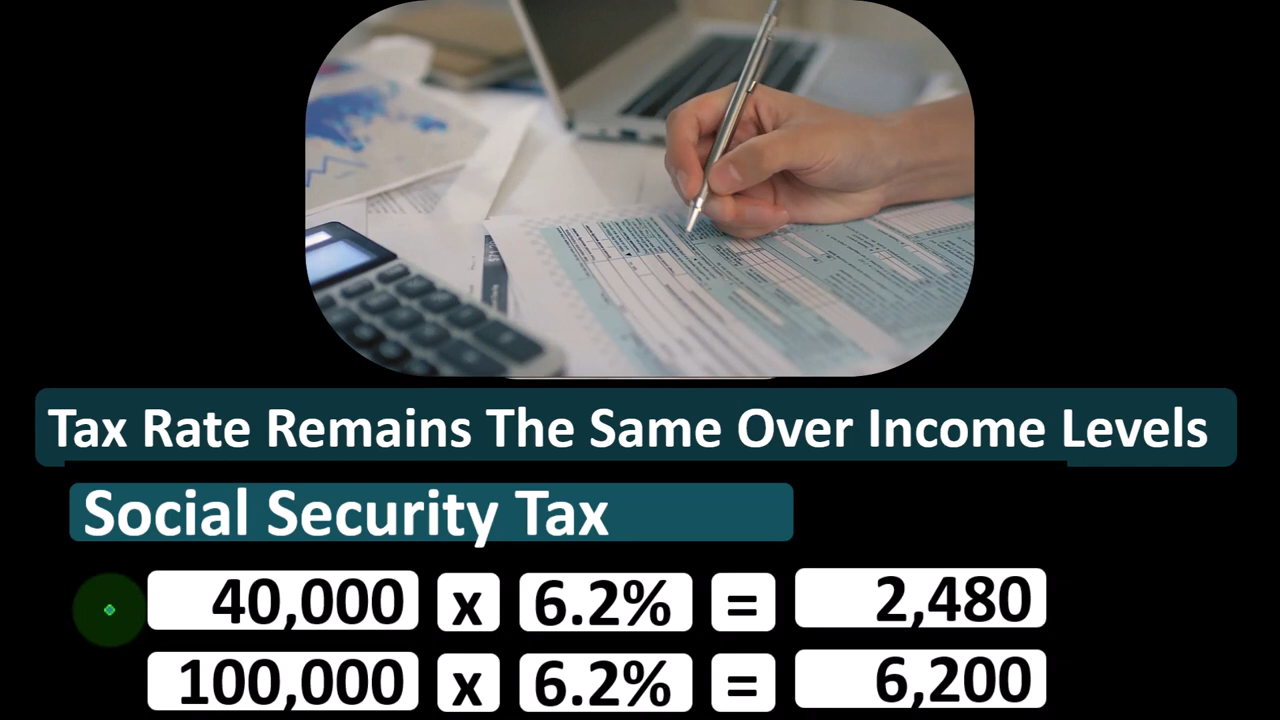 Tax Rate Remains The Same Over Income Levels
Social Security Tax
40,000 x 6.2% = 2,480
100,000 x 6.2% = 6,200